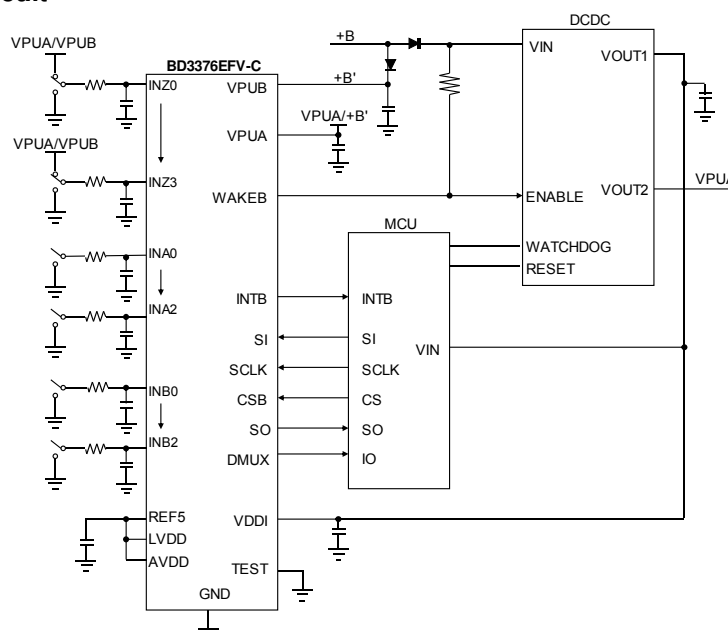 DCDC
+B
VIN
VOUT1
VPUA/VPUB
BD3376EFV-C
INZ0
VPUB
+B'
VPUA/+B'
VPUA
VPUA/VPUB
INZ3
WAKEB
ENABLE
VOUT2
MCU
WATCHDOG
RESET
INA0
INTB
INTB
INA2
SI
SI
VIN
SCLK
SCLK
INB0
CSB
CS
SO
SO
INB2
DMUX
IO
REF5
VDDI
LVDD
AVDD
TEST
GND